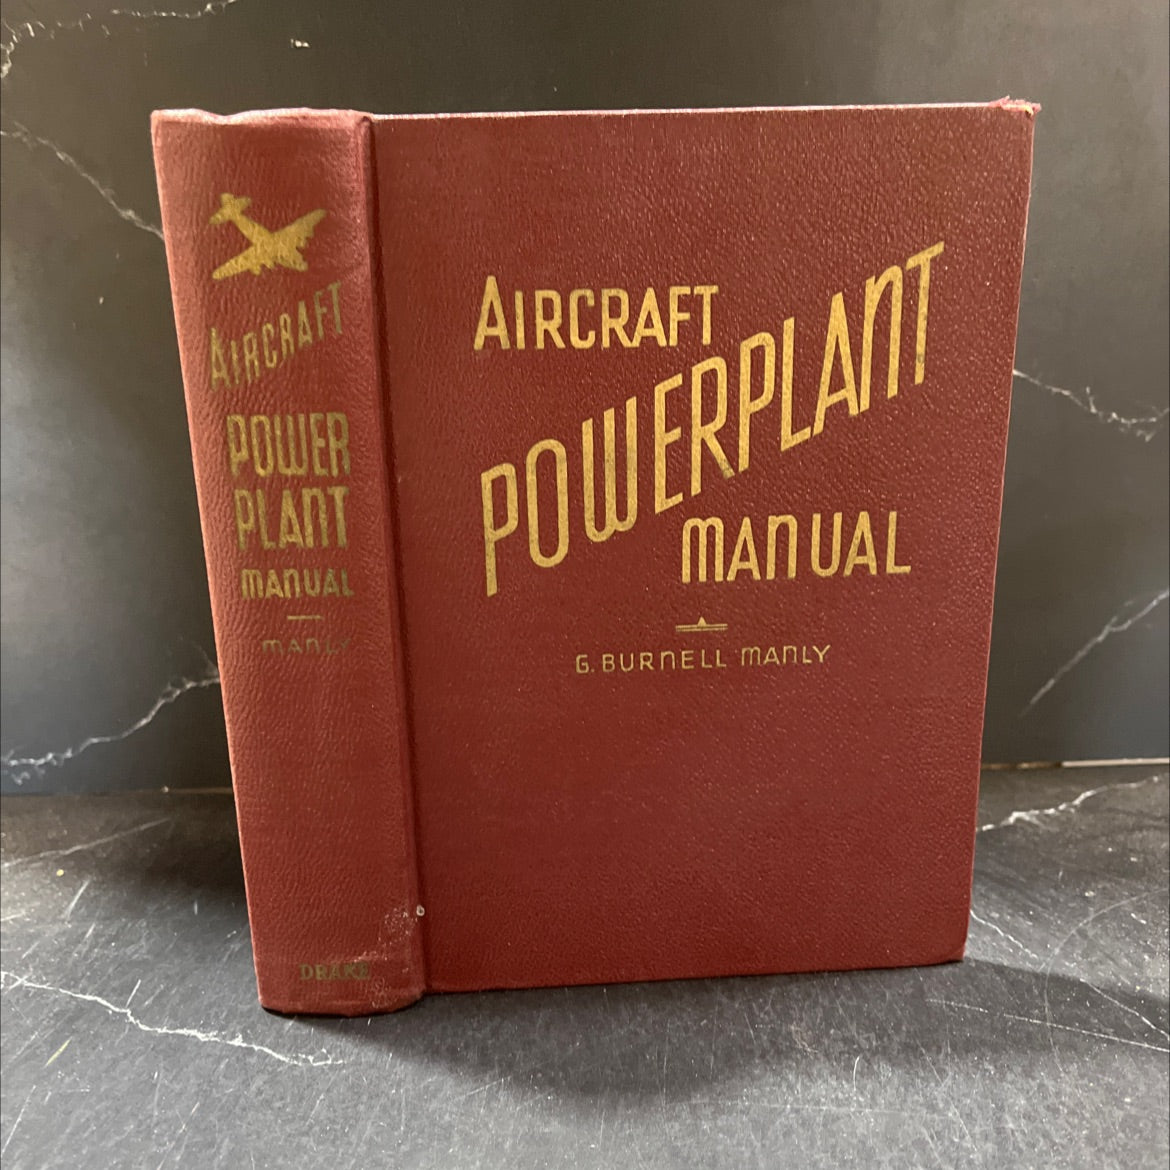 AIRCRAFT
POWER
PLANT
MANUAL
MANLY
DRAKE
AIRCRAFT
POWERPLANT
MANUAL
G. BURNELL MANLY